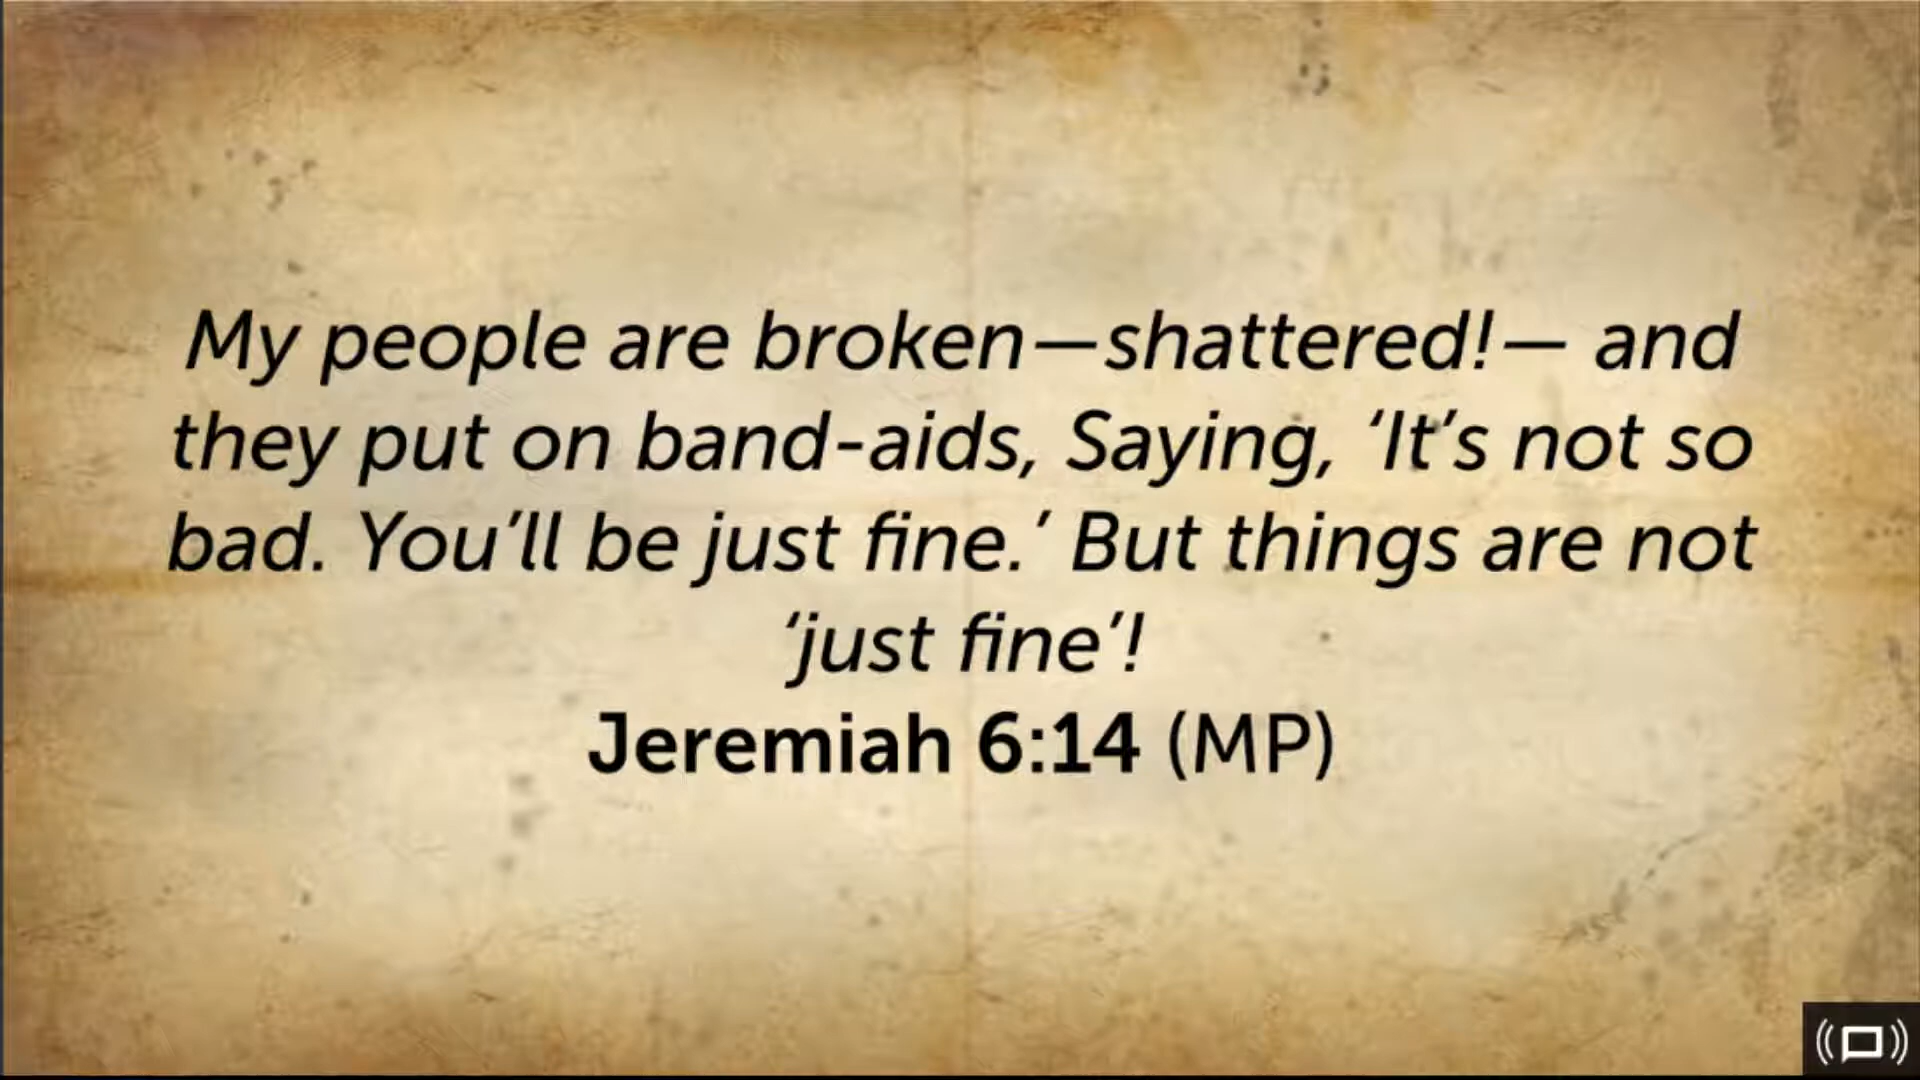 My people are broken—shattered!— and
they put on band-aids, Saying, ‘It’s not so
bad. You’ll be just fine.’ But things are not
‘just fine’!
Jeremiah 6:14 (MP)